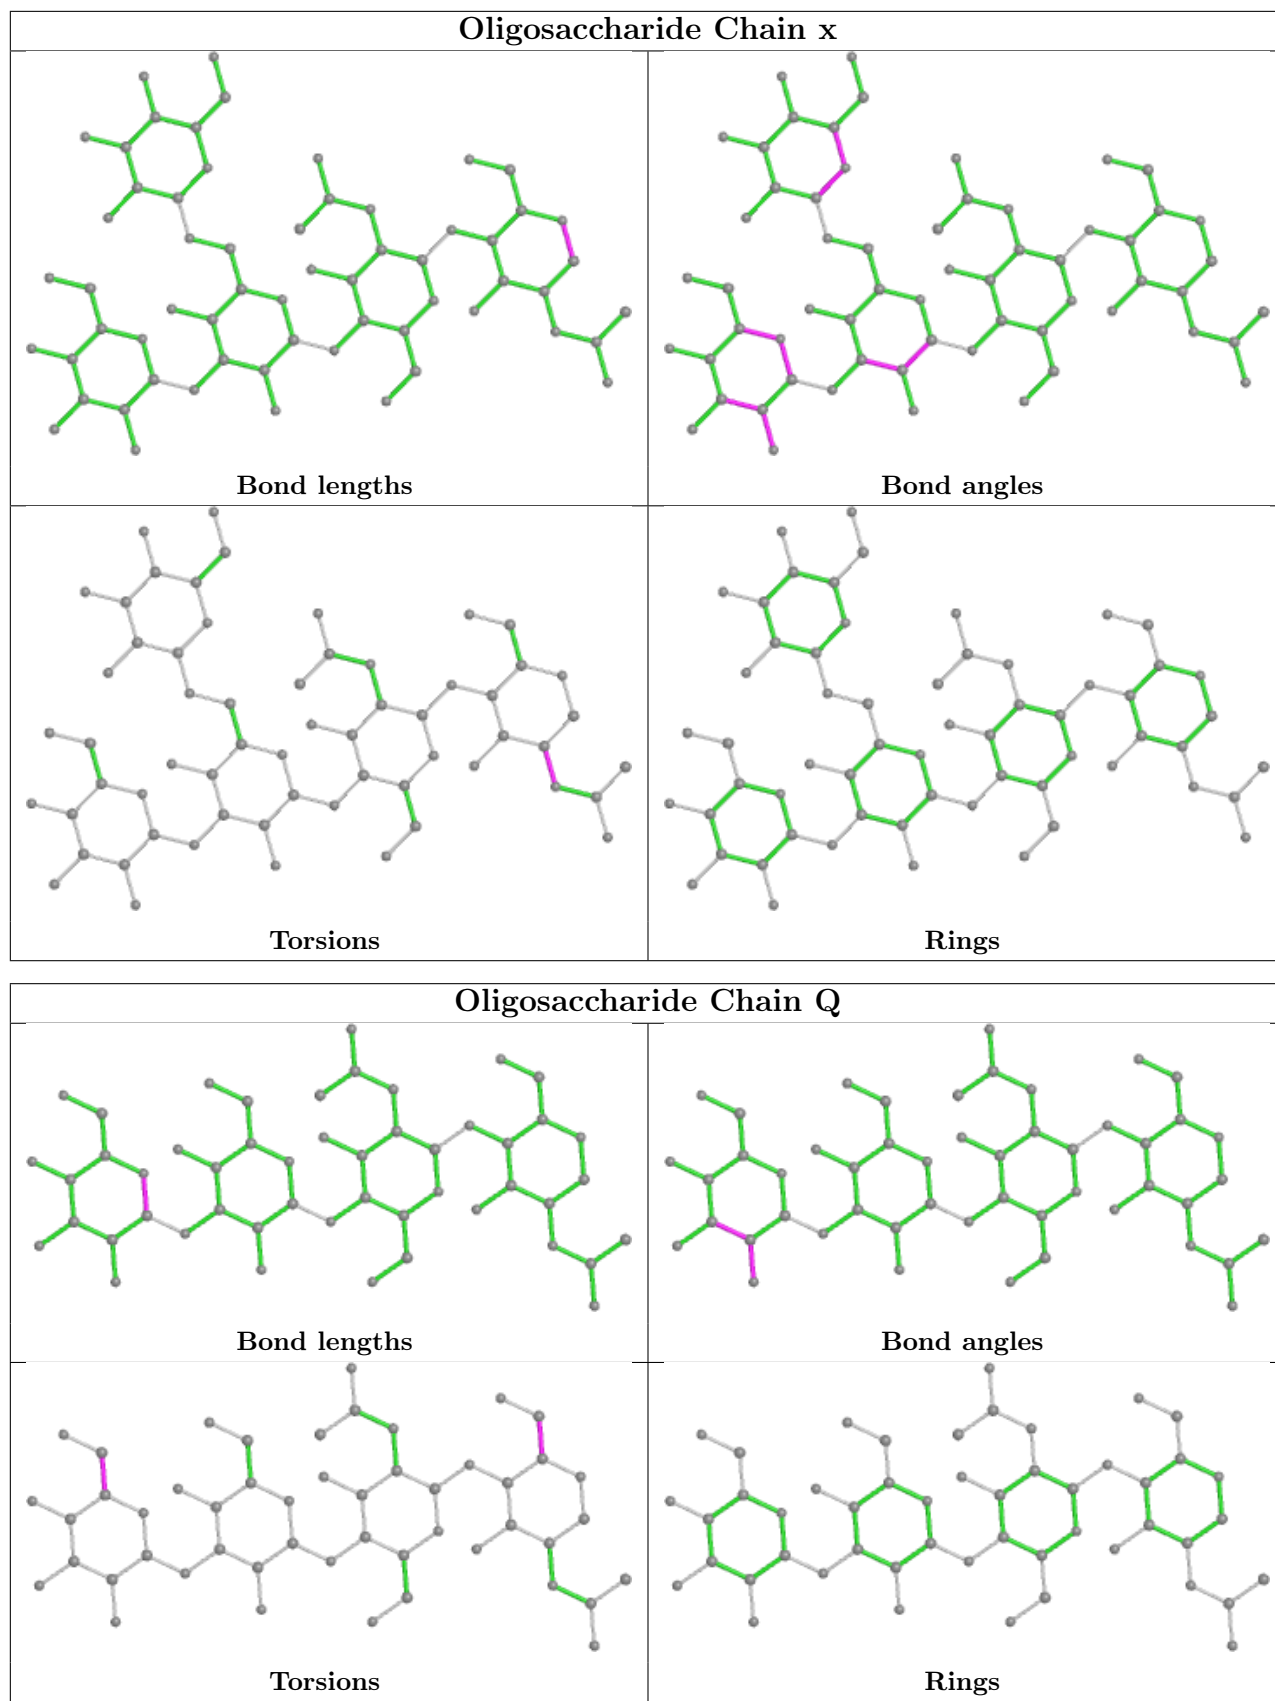 Oligosaccharide Chain x
Bond lengths
Bond angles
Torsions
Rings
Oligosaccharide Chain Q
Bond lengths
Bond angles
Torsions
Rings